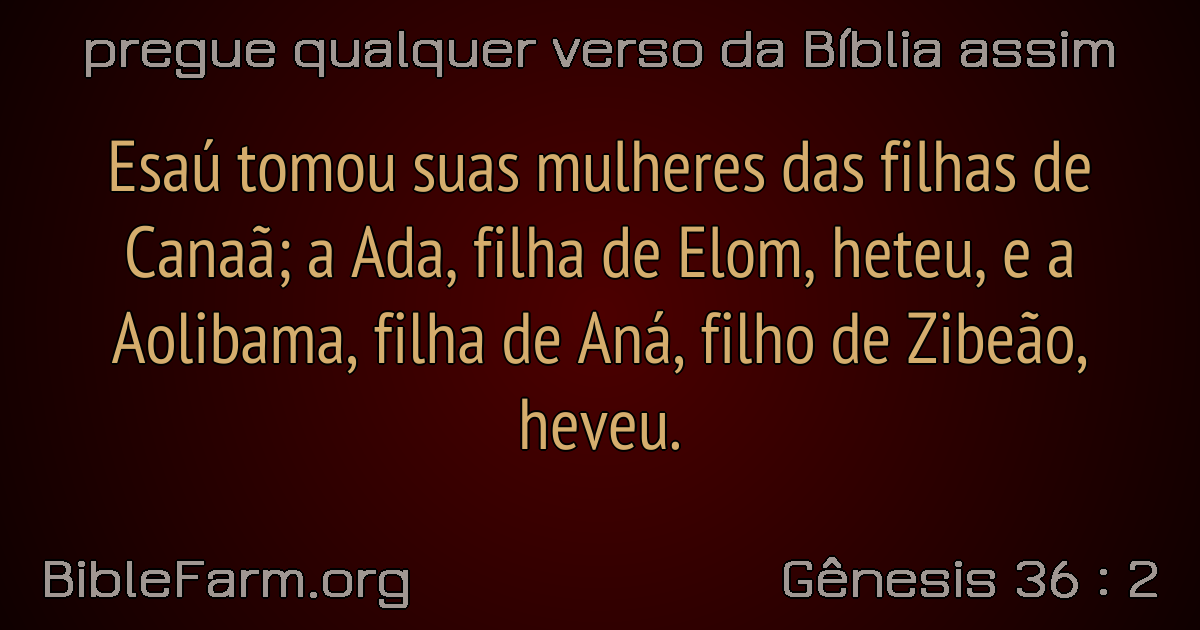 pregue qualquer verso da Bíblia assim
Esaú tomou suas mulheres das filhas de
Canaã; a Ada, filha de Elom, heteu, e a
Aolibama, filha de Aná, filho de Zibeão,
heveu.
BibleFarm.org
Gênesis 36 : 2